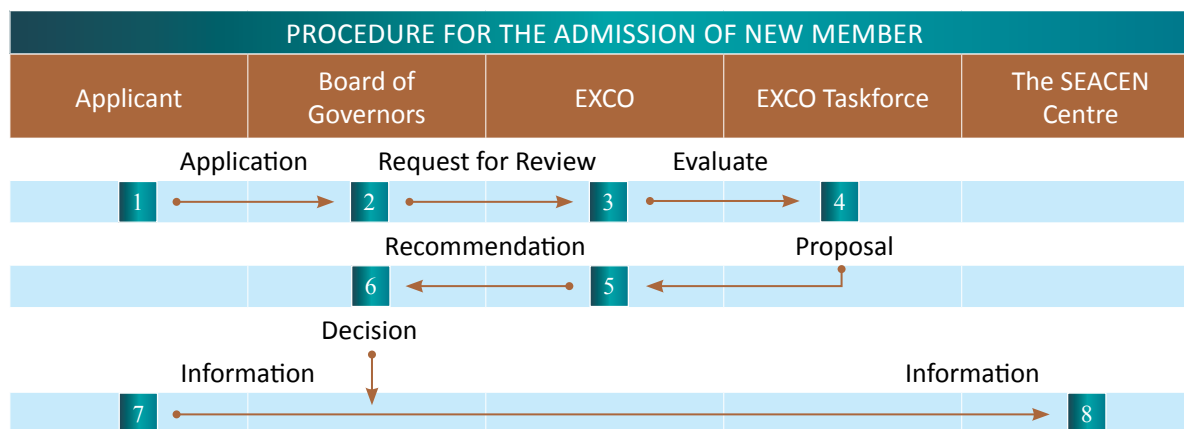 PROCEDURE FOR THE ADMISSION OF NEW MEMBER
Applicant
Board of
Governors
EXCO
EXCO Taskforce
The SEACEN
Centre
Application
Request for Review
Evaluate
1
2
3
4
Recommendation
Proposal
6
5
Decision
Information
Information
7
8